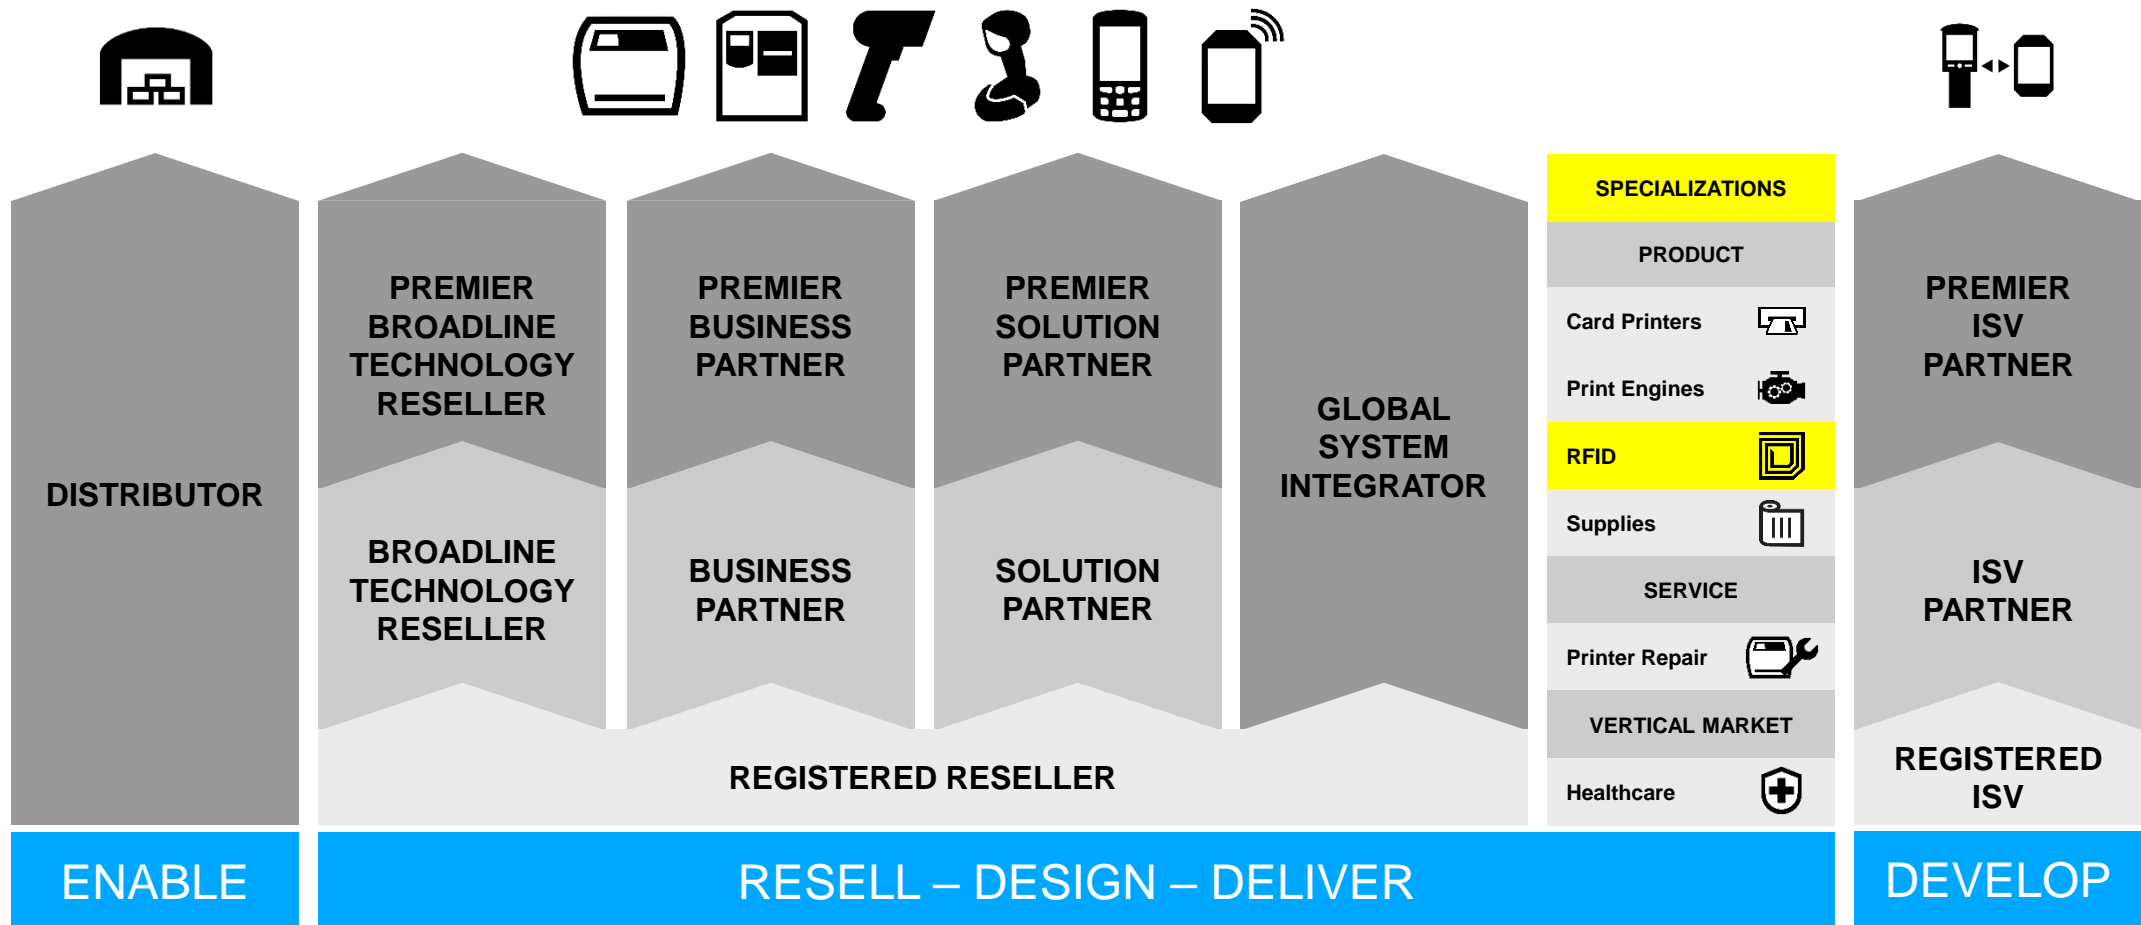 DISTRIBUTOR
PREMIER
BROADLINE
TECHNOLOGY
RESELLER
BROADLINE
TECHNOLOGY
RESELLER
PREMIER
BUSINESS
PARTNER
BUSINESS
PARTNER
PREMIER
SOLUTION
PARTNER
SOLUTION
PARTNER
GLOBAL
SYSTEM
INTEGRATOR
REGISTERED RESELLER
SPECIALIZATIONS
PRODUCT
Card Printers
Print Engines
RFID
Supplies
SERVICE
Printer Repair
VERTICAL MARKET
Healthcare
PREMIER
ISV
PARTNER
ISV
PARTNER
REGISTERED
ISV
ENABLE
RESELL – DESIGN – DELIVER
DEVELOP